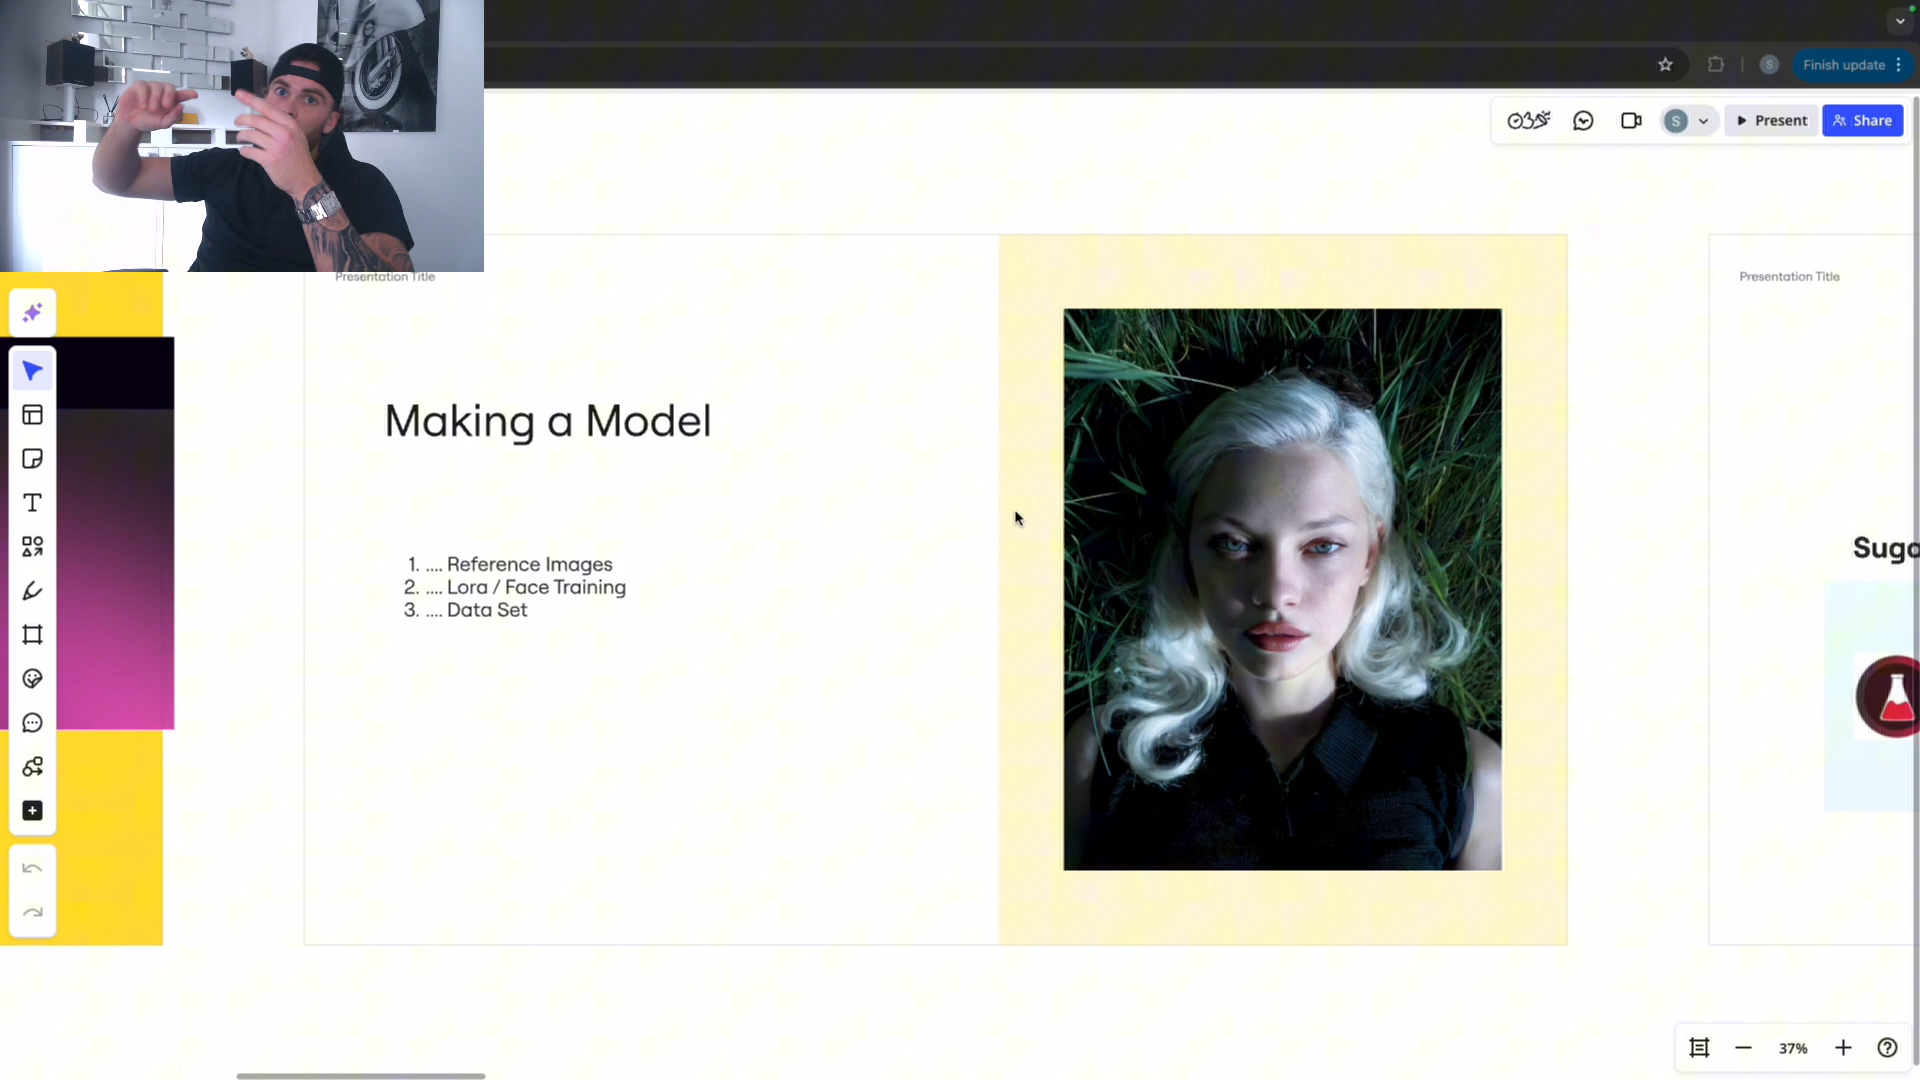 Finish update
S
S
Present
Share
Presentation Title
Presentation Title
Making a Model
1. .... Reference Images
2. .... Lora / Face Training
3. .... Data Set
Suga
37%